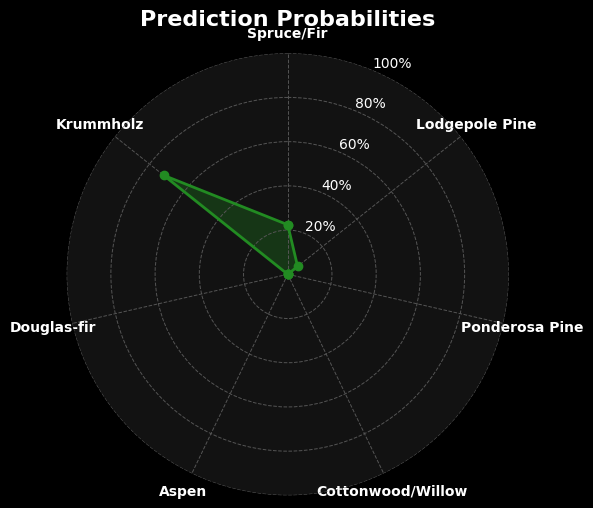 Prediction Probabilities
Spruce/Fir
100%
80%
Krummholz
Lodgepole Pine
60%
40%
20%
Douglas-fir
Ponderosa Pine
Aspen
Cottonwood/Willow